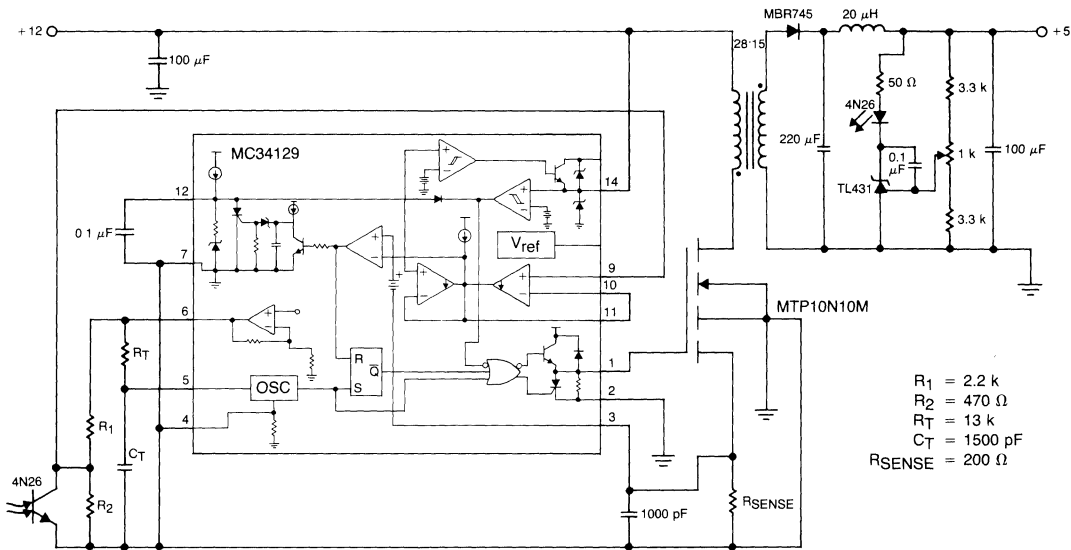 MBR745
20 μH
+12
+5
28·15
100 μF
50 Ω
3.3 k
4N26
MC34129
220 μF
0.1 μF
1 k
100 μF
12
14
TL431
0 1 μF
Vref
3.3 k
7
9
10
MTP10N10M
11
6
RT
R
Q
S
1
5
OSC
2
4
3
R1
R1 = 2.2 k
R2 = 470 Ω
RT = 13 k
CT = 1500 pF
RSENSE = 200 Ω
CT
4N26
R2
1000 pF
RSENSE